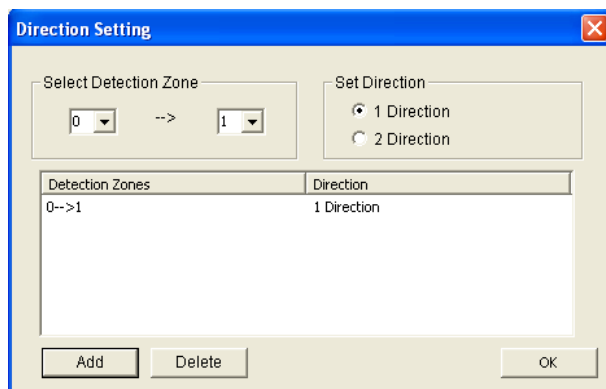 Direction Setting
Select Detection Zone
Set Direction
0 --> 1
1 Direction
2 Direction
Detection Zones Direction
0-->1 1 Direction
Add Delete OK